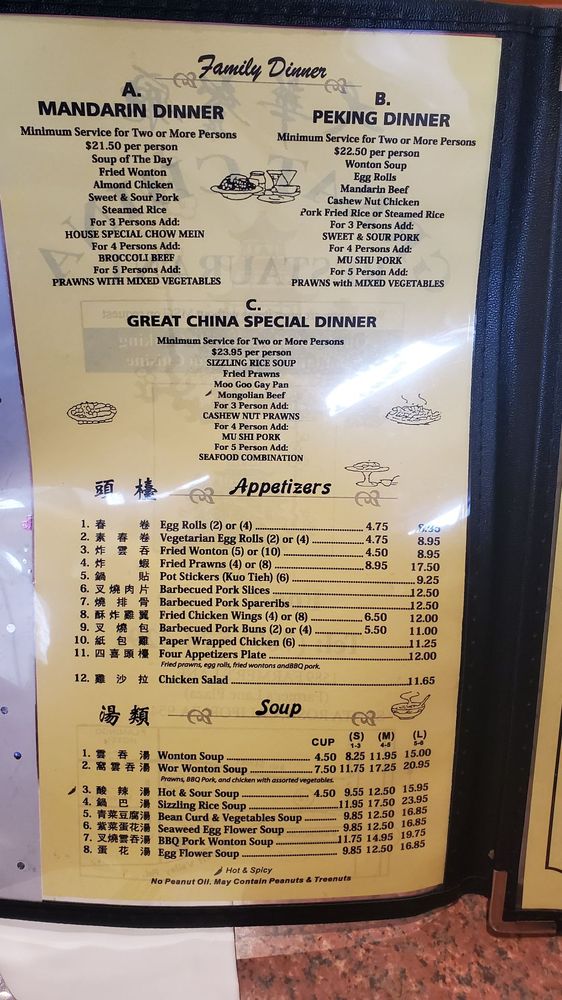 Family Dinner
A.
MANDARIN DINNER
Minimum Service for Two or More Persons
$21.50 per person
Soup of The Day
Fried Wonton
Almond Chicken
Sweet & Sour Pork
Steamed Rice
For 3 Persons Add:
HOUSE SPECIAL CHOW MEIN
For 4 Persons Add:
BROCCOLI BEEF
For 5 Persons Add:
PRAWNS WITH MIXED VEGETABLES
B.
PEKING DINNER
Minimum Service for Two or More Persons
$22.50 per person
Wonton Soup
Egg Rolls
Mandarin Beef
Cashew Nut Chicken
Pork Fried Rice or Steamed Rice
For 3 Persons Add:
SWEET & SOUR PORK
For 4 Persons Add:
MU SHU PORK
For 5 Person Add:
PRAWNS with MIXED VEGETABLES
C.
GREAT CHINA SPECIAL DINNER
Minimum Service for Two or More Persons
$23.95 per person
SIZZLING RICE SOUP
Fried Prawns
Moo Goo Gay Pan
Mongolian Beef
For 3 Person Add:
CASHEW NUT PRAWNS
For 4 Person Add:
MU SHI PORK
For 5 Person Add:
SEAFOOD COMBINATION
頭檯 Appetizers
1. 春卷 Egg Rolls (2) or (4) 4.75
2. 素春卷 Vegetarian Egg Rolls (2) or (4) 4.75 8.95
3. 炸雲吞 Fried Wonton (5) or (10) 4.50 8.95
4. 炸蝦 Fried Prawns (4) or (8) 8.95 17.50
5. 鍋貼 Pot Stickers (Kuo Tieh) (6) 9.25
6. 叉燒肉片 Barbecued Pork Slices 12.50
7. 燒排骨 Barbecued Pork Spareribs 12.50
8. 酥炸雞翼 Fried Chicken Wings (4) or (8) 6.50 12.00
9. 叉燒包 Barbecued Pork Buns (2) or (4) 5.50 11.00
10. 紙包雞 Paper Wrapped Chicken (6) 11.25
11. 四喜頭檯 Four Appetizers Plate 12.00
Fried prawns, egg rolls, fried wontons andBBQ pork.
12. 雞沙拉 Chicken Salad 11.65
湯類 Soup
CUP (S) (M) (L)
1-3 4-5 5-6
1. 雲吞湯 Wonton Soup 4.50 8.25 11.95 15.00
2. 窩雲吞湯 Wor Wonton Soup 7.50 11.75 17.25 20.95
Prawns, BBQ Pork, and chicken with assorted vegetables.
3. 酸辣湯 Hot & Sour Soup 4.50 9.55 12.50 15.95
4. 鍋巴湯 Sizzling Rice Soup 11.95 17.50 23.95
5. 青菜豆腐湯 Bean Curd & Vegetables Soup 9.85 12.50 16.85
6. 紫菜蛋花湯 Seaweed Egg Flower Soup 9.85 12.50 16.85
7. 叉燒雲吞湯 BBQ Pork Wonton Soup 11.75 14.95 19.75
8. 蛋花湯 Egg Flower Soup 9.85 12.50 16.85
Hot & Spicy
No Peanut Oil. May Contain Peanuts & Treenuts